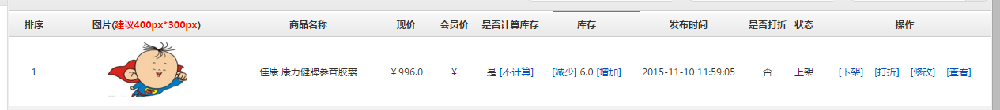 排序 图片(建议400px*300px) 商品名称 现价 会员价 是否计算库存 库存 发布时间 是否打折 状态 操作
1 佳康 康力健牌参茸胶囊 ￥996.0 ￥ 是 [不计算] [减少] 6.0 [增加] 2015-11-10 11:59:05 否 上架 [下架] [打折] [修改] [查看]